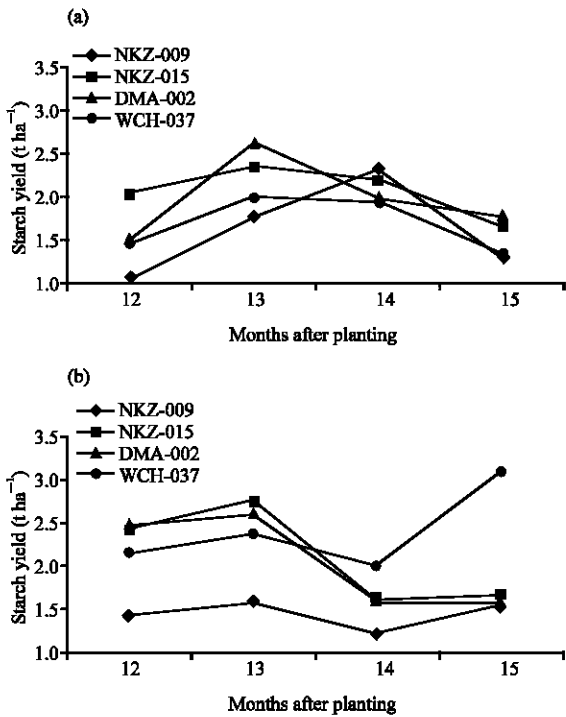 (a)
NKZ-009
NKZ-015
DMA-002
WCH-037
3.5
3.0
2.5
2.0
1.5
1.0
Starch yield (t ha⁻¹)
12 13 14 15
Months after planting
(b)
NKZ-009
NKZ-015
DMA-002
WCH-037
3.5
3.0
2.5
2.0
1.5
1.0
Starch yield (t ha⁻¹)
12 13 14 15
Months after planting